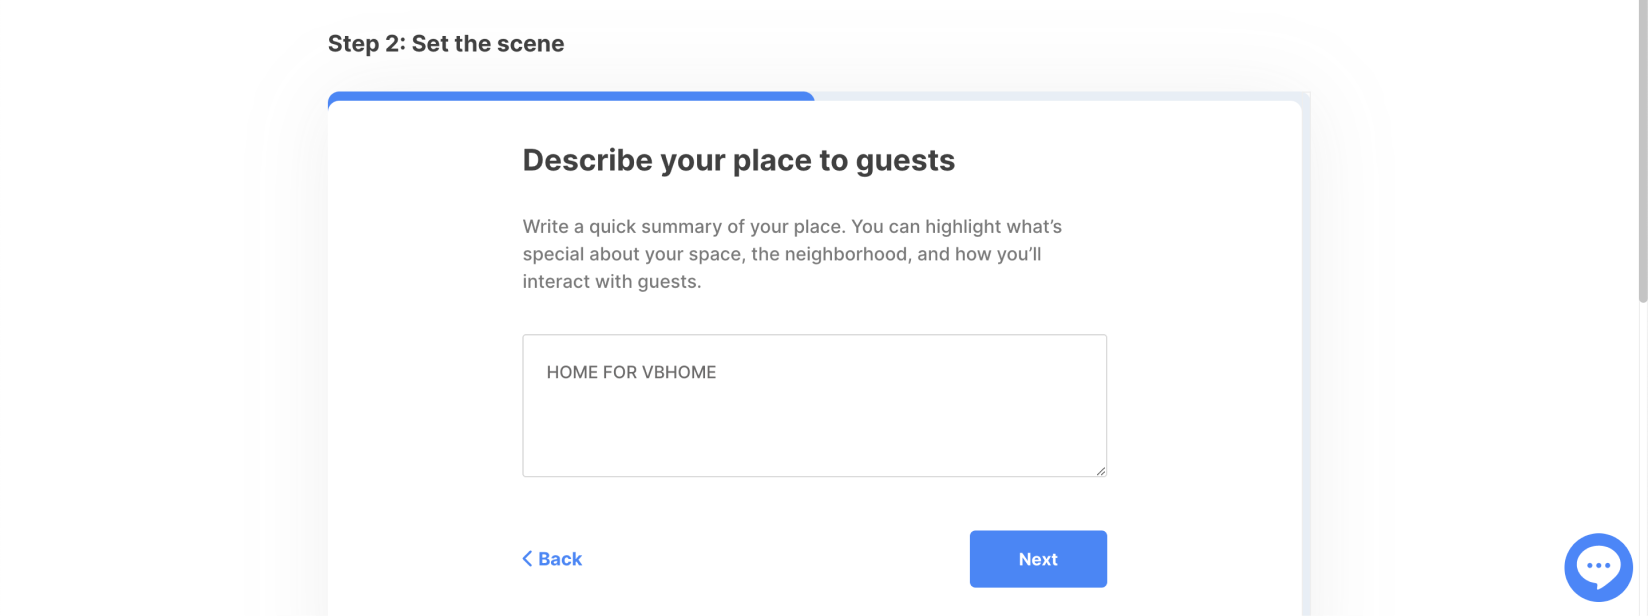 Step 2: Set the scene
Describe your place to guests
Write a quick summary of your place. You can highlight what’s
special about your space, the neighborhood, and how you’ll
interact with guests.
HOME FOR VBHOME
Back
Next